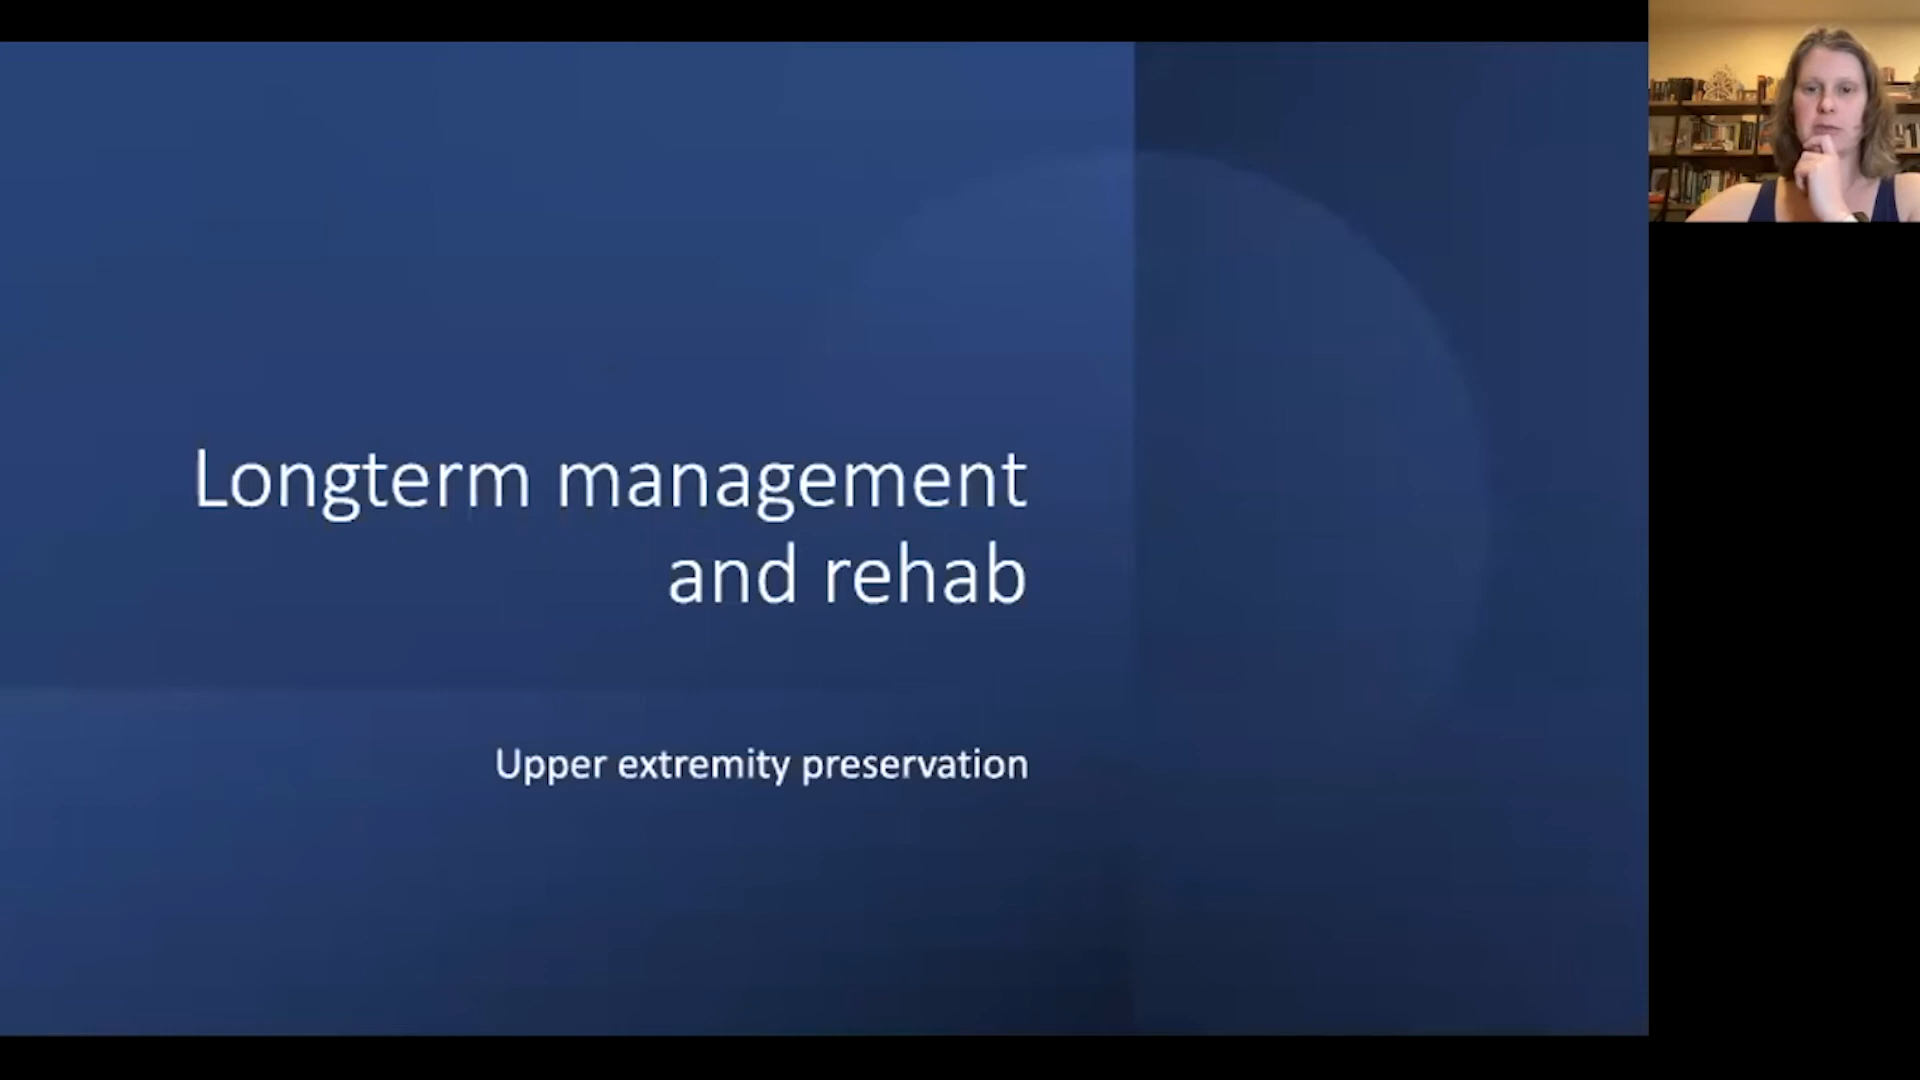 Longterm management
and rehab
Upper extremity preservation